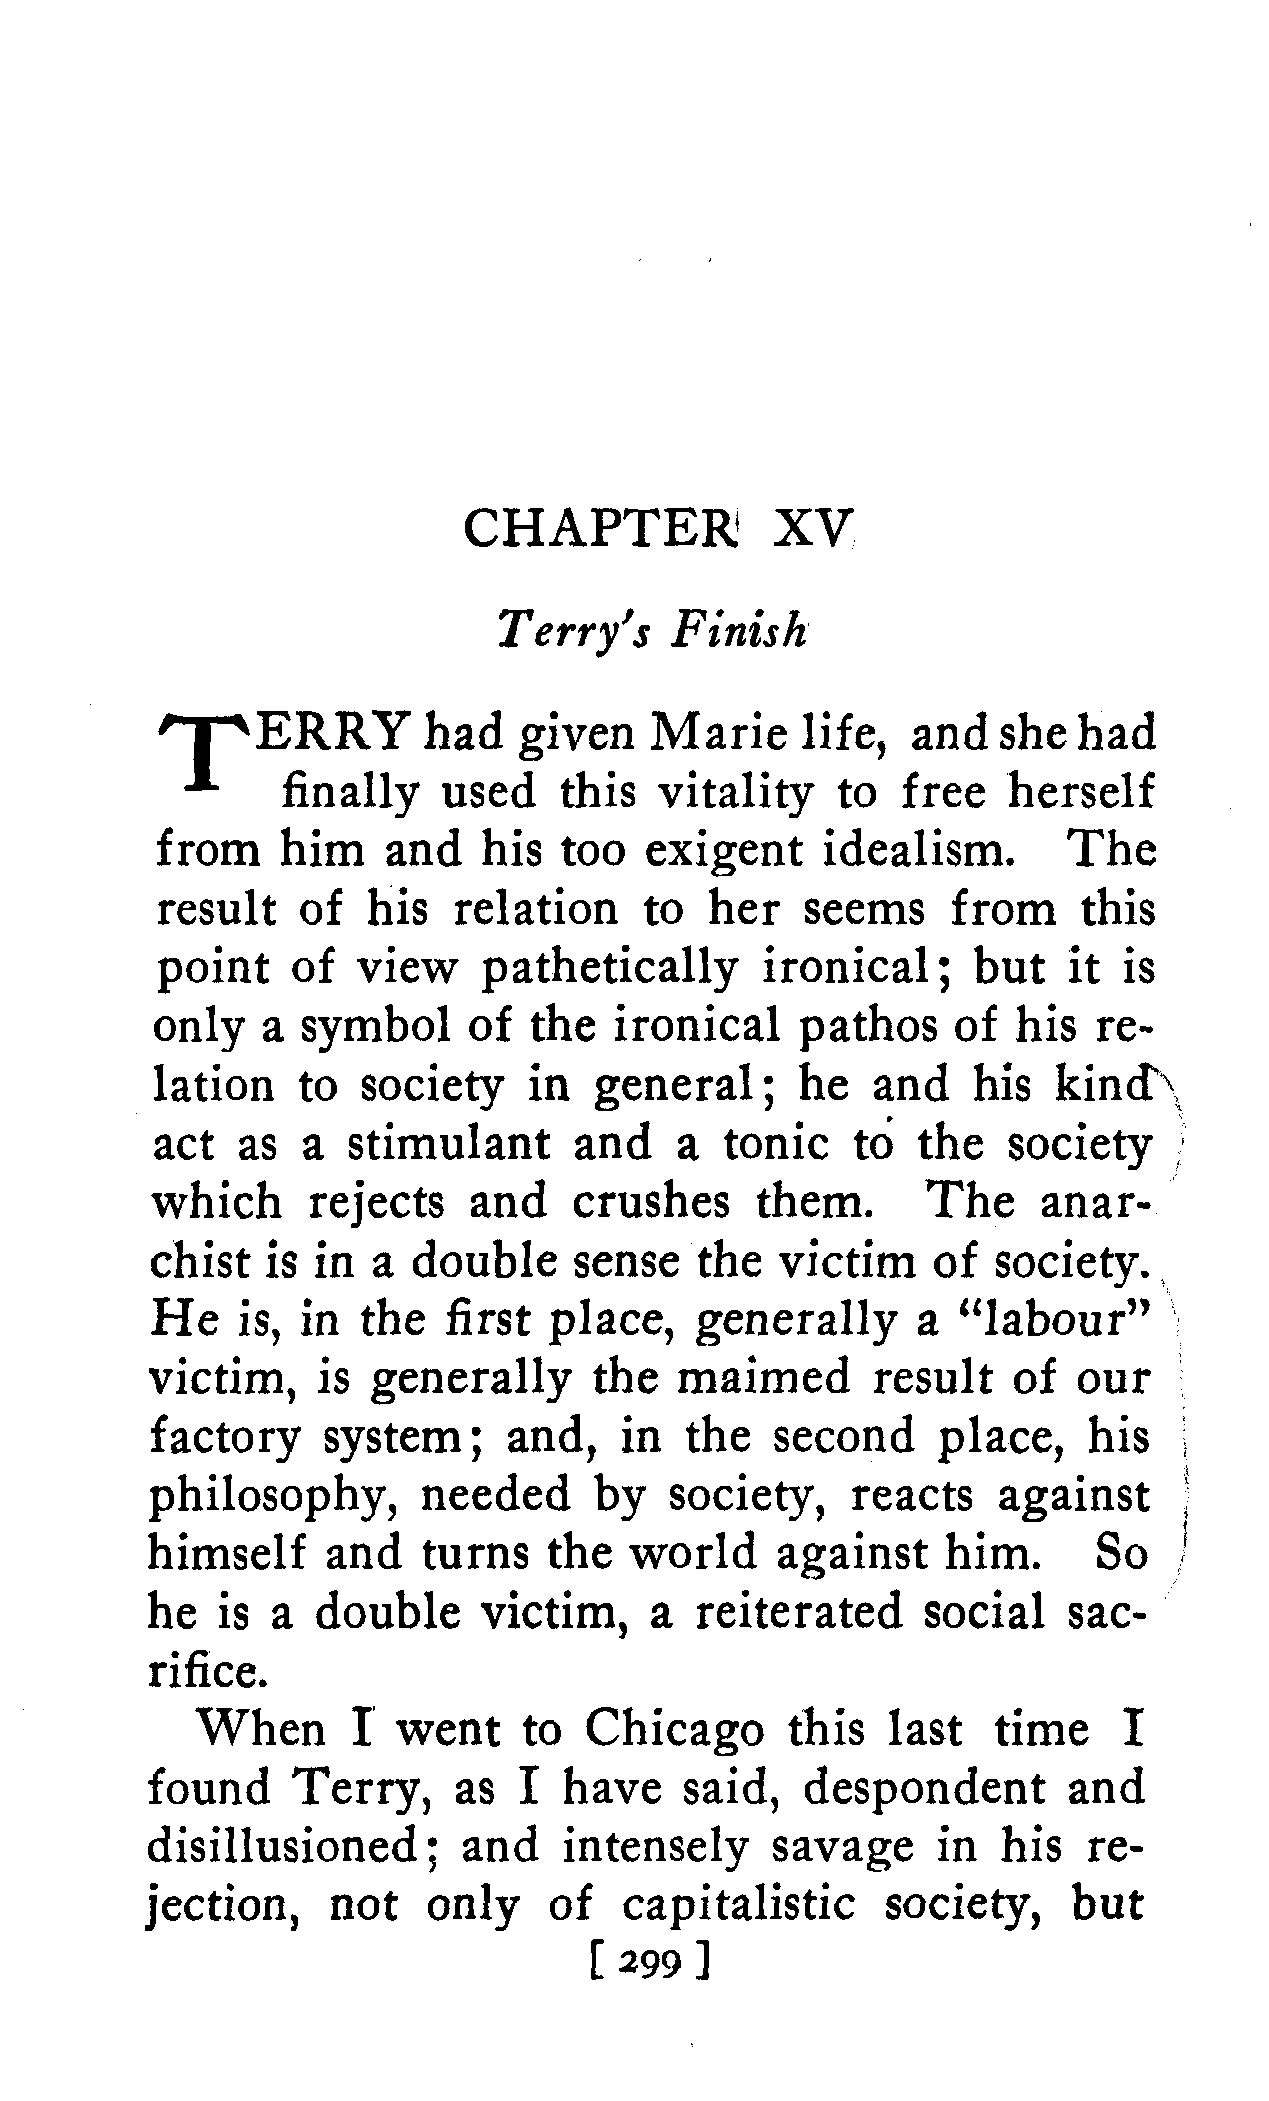 CHAPTER XV
Terry's Finish
TERRY had given Marie life, and she had
finally used this vitality to free herself
from him and his too exigent idealism. The
result of his relation to her seems from this
point of view pathetically ironical; but it is
only a symbol of the ironical pathos of his re-
lation to society in general; he and his kind
act as a stimulant and a tonic to the society
which rejects and crushes them. The anar-
chist is in a double sense the victim of society.
He is, in the first place, generally a "labour"
victim, is generally the maimed result of our
factory system; and, in the second place, his
philosophy, needed by society, reacts against
himself and turns the world against him. So
he is a double victim, a reiterated social sac-
rifice.
When I went to Chicago this last time I
found Terry, as I have said, despondent and
disillusioned; and intensely savage in his re-
jection, not only of capitalistic society, but
[ 299 ]